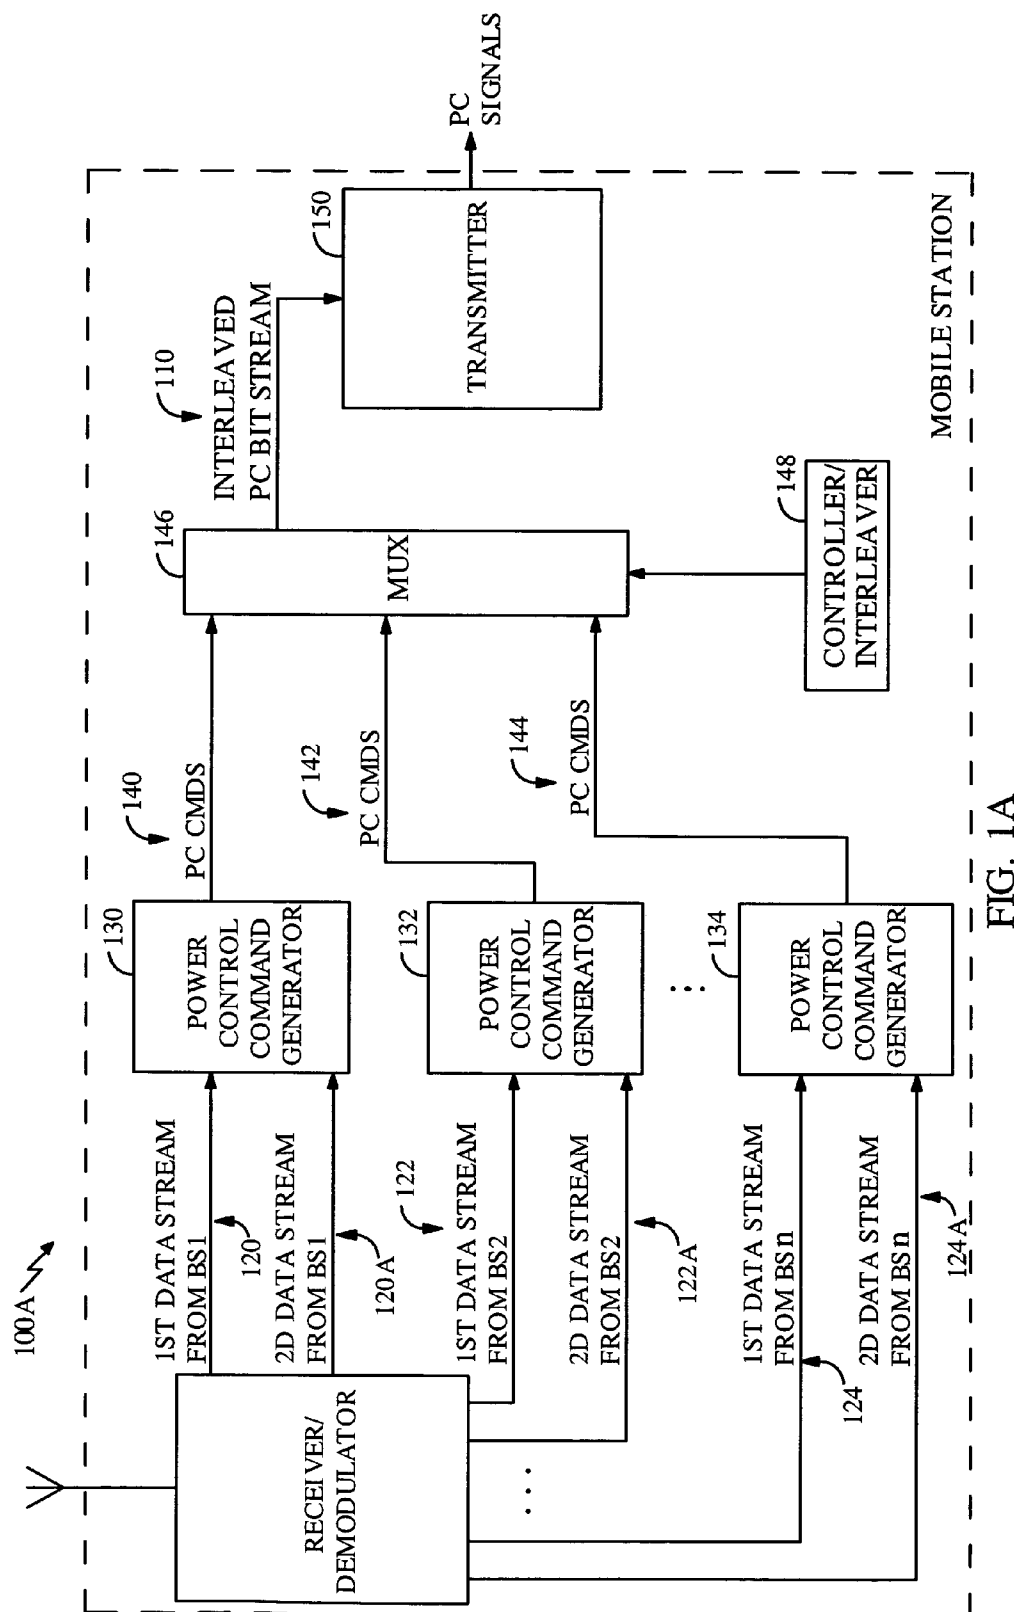 100A
RECEIVER/
DEMODULATOR
1ST DATA STREAM
FROM BS1
120
2D DATA STREAM
FROM BS1
120A
122
1ST DATA STREAM
FROM BS2
2D DATA STREAM
FROM BS2
122A
. . .
1ST DATA STREAM
FROM BSn
124
2D DATA STREAM
FROM BSn
124A
130
POWER
CONTROL
COMMAND
GENERATOR
132
POWER
CONTROL
COMMAND
GENERATOR
...
134
POWER
CONTROL
COMMAND
GENERATOR
140
PC CMDS
142
PC CMDS
144
PC CMDS
146
MUX
148
CONTROLLER/
INTERLEAVER
110
INTERLEAVED
PC BIT STREAM
150
TRANSMITTER
PC
SIGNALS
MOBILE STATION
FIG. 1A